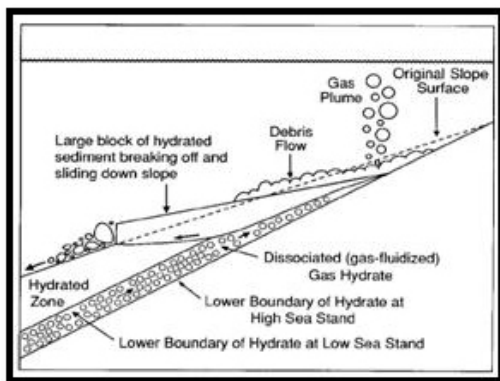 Gas
Plume
Original Slope
Surface
Large block of hydrated
sediment breaking off and
sliding down slope
Debris
Flow
Dissociated (gas-fluidized)
Gas Hydrate
Hydrated
Zone
Lower Boundary of Hydrate at
High Sea Stand
Lower Boundary of Hydrate at Low Sea Stand